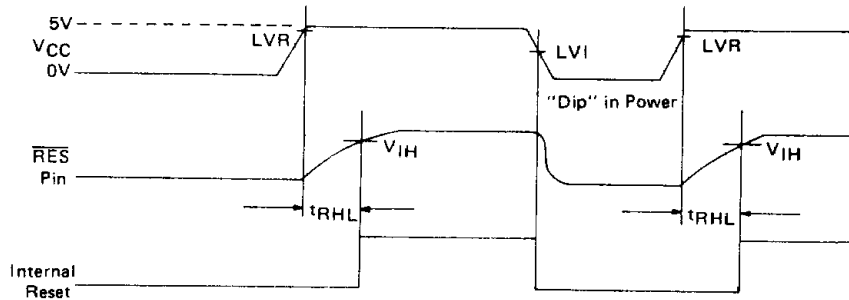 5V
VCC
0V
LVR
LVI
LVR
"Dip" in Power
RES
Pin
VIH
VIH
tRHL
tRHL
Internal
Reset